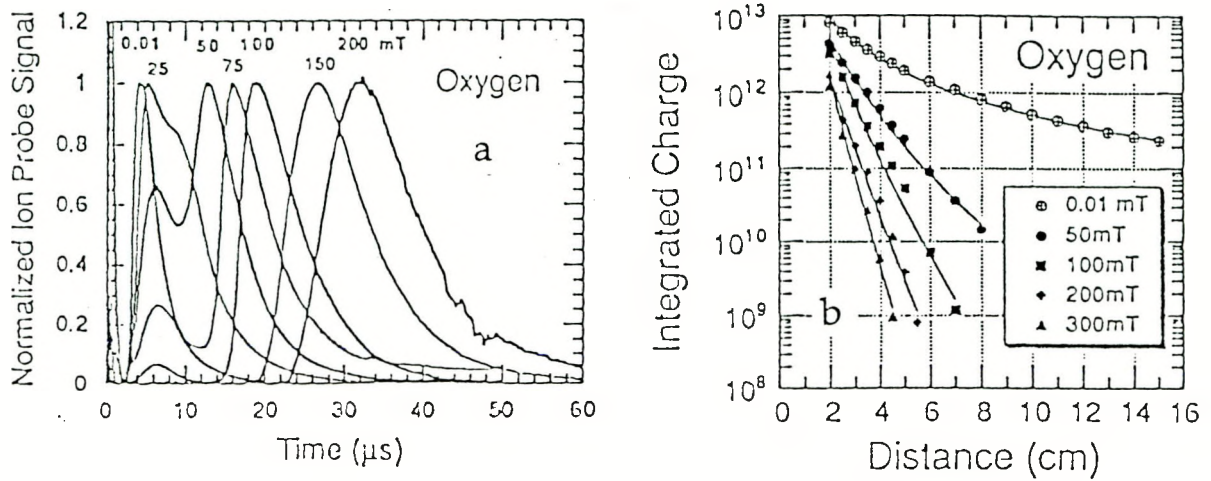 Normalized Ion Probe Signal
1.2
1
0.8
0.6
0.4
0.2
0
0.01 50 100 200 mT
25 75 150
Oxygen
a
0 10 20 30 40 50 60
Time (μs)
Integrated Charge
10¹³
10¹²
10¹¹
10¹⁰
10⁹
10⁸
Oxygen
0.01 mT
50mT
100mT
200mT
300mT
b
0 2 4 6 8 10 12 14 16
Distance (cm)